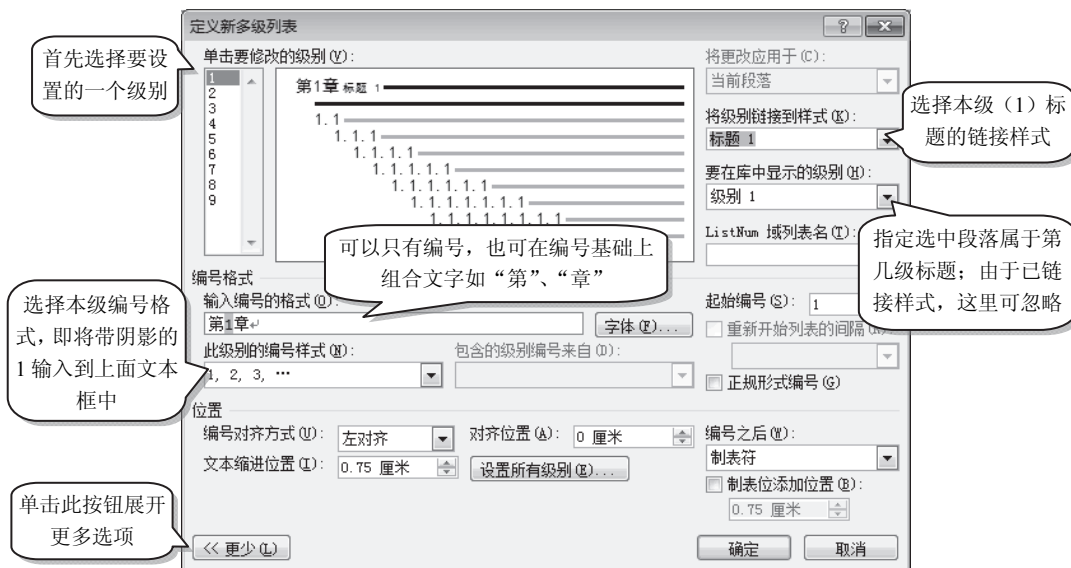 定义新多级列表
首先选择要设
置的一个级别
单击要修改的级别(V):
1
2
3
4
5
6
7
8
9
第1章 标题 1
1.1
1.1.1
1.1.1.1
1.1.1.1.1
1.1.1.1.1.1
1.1.1.1.1.1.1
1.1.1.1.1.1.1.1
将更改应用于(C):
当前段落
将级别链接到样式(K):
标题 1
选择本级（1）标
题的链接样式
要在库中显示的级别(H):
级别 1
ListNum 域列表名(T):
可以只有编号，也可在编号基础上
组合文字如“第”、“章”
指定选中段落属于第
几级标题；由于已链
接样式，这里可忽略
编号格式
输入编号的格式(O):
第1章
字体(F)...
起始编号(S): 1
重新开始列表的间隔
选择本级编号格
式，即将带阴影的
1 输入到上面文本
框中
此级别的编号样式(N):
1, 2, 3, …
包含的级别编号来自(D):
正规形式编号(G)
位置
编号对齐方式(U): 左对齐
对齐位置(A): 0 厘米
编号之后(W):
制表符
文本缩进位置(I): 0.75 厘米
设置所有级别(E)...
制表位添加位置(B):
0.75 厘米
单击此按钮展开
更多选项
<< 更少(L)
确定
取消